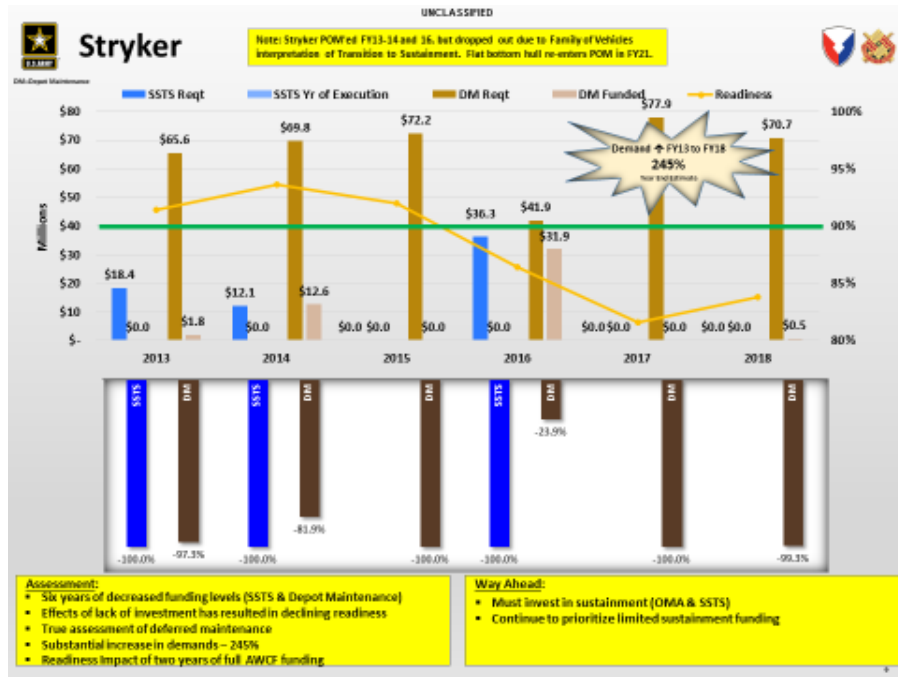 UNCLASSIFIED
Stryker
Note: Stryker POM'ed FY13-14 and 16, but dropped out due to Family of Vehicles
interpretation of Transition to Sustainment. Flat bottom hull re-enters POM in FY21.
U.S. ARMY
DM-Depot Maintenance
SSTS Reqt SSTS Yr of Execution DM Reqt DM Funded Readiness
$80 $77.9 100%
$70 $65.6 $69.8 $72.2 $70.7
Demand ↑ FY13 to FY18
245%
Year End Estimate
$60 95%
$50
Millions
$40 $36.3 $41.9 90%
$30 $31.9
$20 $18.4 $12.1 $12.6 85%
$10 $0.0 $1.8 $0.0 $0.0 $0.0 $0.0 $0.0 $0.0 $0.0 $0.0 $0.0 $0.0 $0.5
$- 80%
2013 2014 2015 2016 2017 2018
SSTS DM SSTS DM DM SSTS DM DM DM
-23.9%
-81.9%
-100.0% -97.3% -100.0% -100.0% -100.0% -100.0% -99.3%
Assessment:
▪ Six years of decreased funding levels (SSTS & Depot Maintenance)
▪ Effects of lack of investment has resulted in declining readiness
▪ True assessment of deferred maintenance
▪ Substantial increase in demands – 245%
▪ Readiness Impact of two years of full AWCF funding
Way Ahead:
▪ Must invest in sustainment (OMA & SSTS)
▪ Continue to prioritize limited sustainment funding